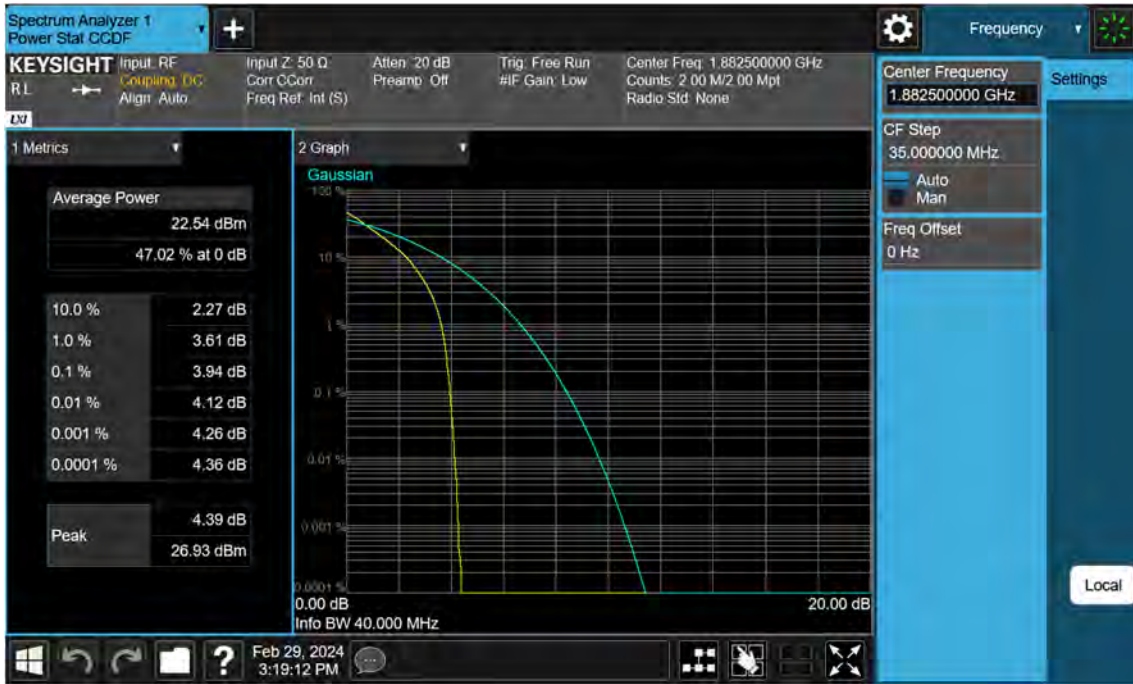 Spectrum Analyzer 1
Power Stat CCDF
+
Frequency
KEYSIGHT
Input: RF
Coupling: DC
Align: Auto
Input Z: 50 Ω
Corr CCorr
Freq Ref: Int (S)
Atten: 20 dB
Preamp: Off
Trig: Free Run
#IF Gain: Low
Center Freq: 1.882500000 GHz
Counts: 2.00 M/2.00 Mpt
Radio Std: None
RL
LXI
Center Frequency
1.882500000 GHz
Settings
CF Step
35.000000 MHz
Auto
Man
Freq Offset
0 Hz
1 Metrics
Average Power
22.54 dBm
47.02 % at 0 dB
10.0 % 2.27 dB
1.0 % 3.61 dB
0.1 % 3.94 dB
0.01 % 4.12 dB
0.001 % 4.26 dB
0.0001 % 4.36 dB
Peak
4.39 dB
26.93 dBm
2 Graph
Gaussian
100 %
10 %
1 %
0.1 %
0.01 %
0.001 %
0.0001 %
0.00 dB 20.00 dB
Info BW 40.000 MHz
Local
?
Feb 29, 2024
3:19:12 PM